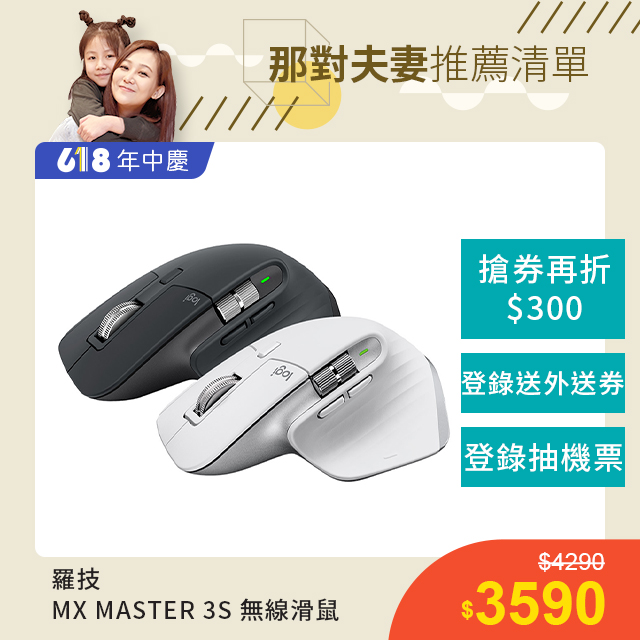 那對夫妻推薦清單
618年中慶
搶券再折
$300
登錄送外送券
登錄抽機票
logi
logi
羅技
MX MASTER 3S 無線滑鼠
$4290
$3590